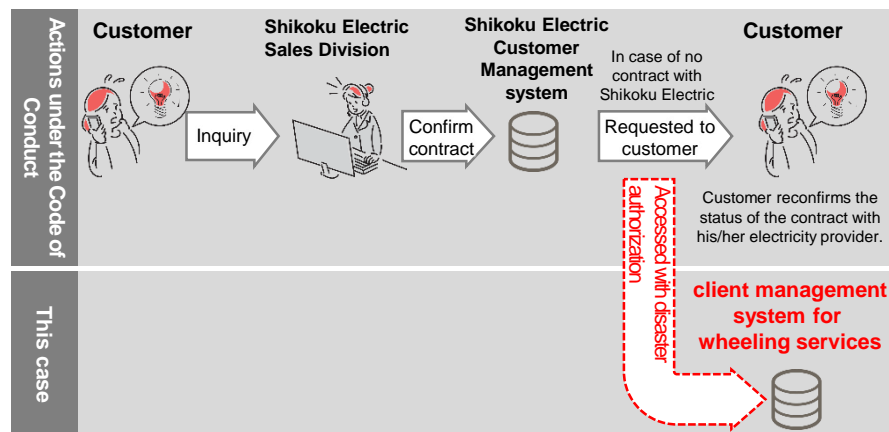 Actions under the Code of
Conduct
Customer
Inquiry
Shikoku Electric
Sales Division
Confirm
contract
Shikoku Electric
Customer
Management
system
In case of no
contract with
Shikoku Electric
Requested to
customer
Customer
Customer reconfirms the
status of the contract with
his/her electricity provider.
Accessed with disaster
authorization
This case
client management
system for
wheeling services